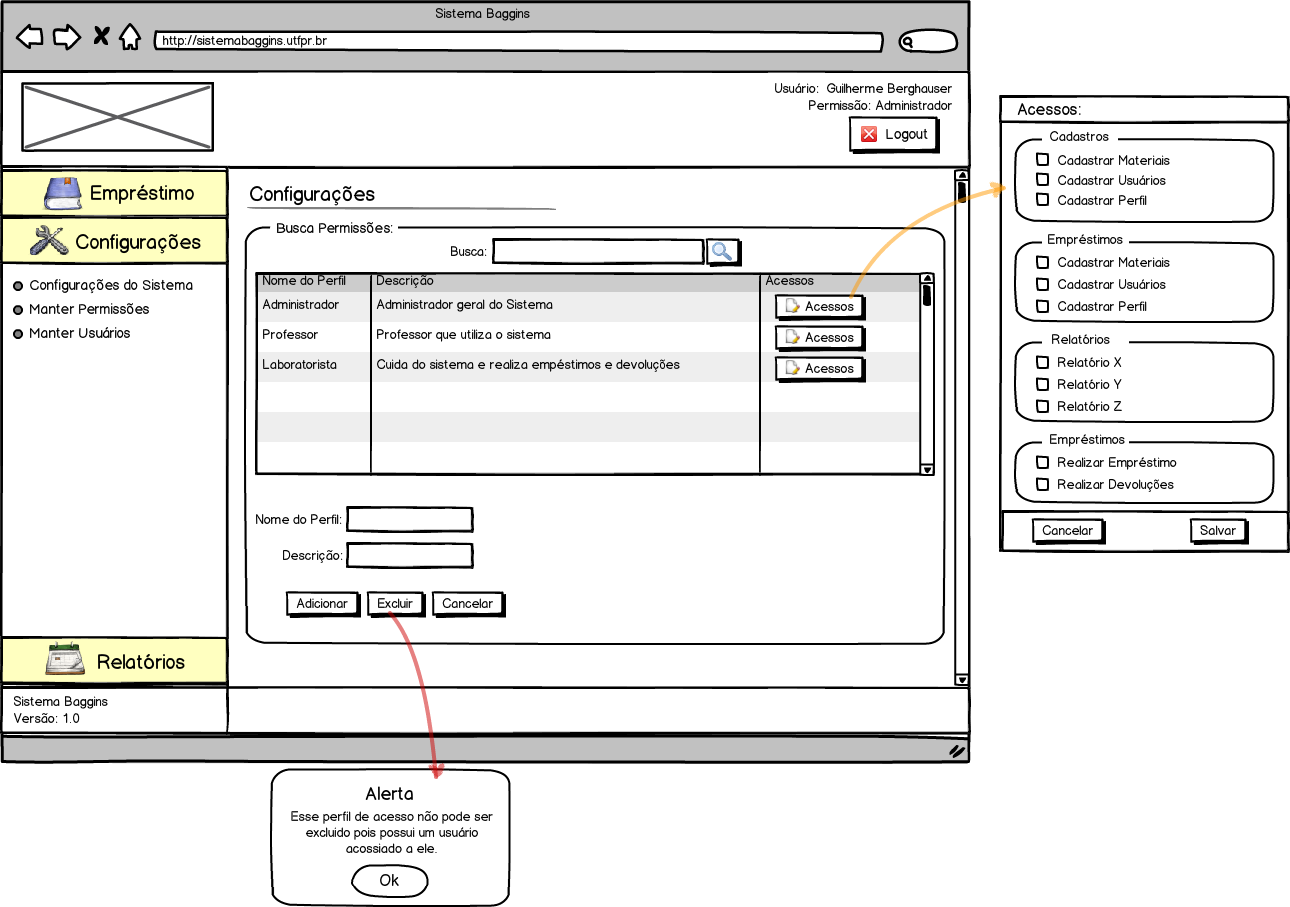 Sistema Baggins
http://sistemabaggins.utfpr.br
Usuário: Guilherme Berghauser
Permissão: Administrador
Logout
Empréstimo
Configurações
Configurações do Sistema
Manter Permissões
Manter Usuários
Relatórios
Sistema Baggins
Versão: 1.0
Configurações
Busca Permissões:
Busca:
Nome do Perfil Descrição Acessos
Administrador Administrador geral do Sistema Acessos
Professor Professor que utiliza o sistema Acessos
Laboratorista Cuida do sistema e realiza empéstimos e devoluções Acessos
Nome do Perfil:
Descrição:
Adicionar Excluir Cancelar
Alerta
Esse perfil de acesso não pode ser
excluido pois possui um usuário
acossiado a ele.
Ok
Acessos:
Cadastros
Cadastrar Materiais
Cadastrar Usuários
Cadastrar Perfil
Empréstimos
Cadastrar Materiais
Cadastrar Usuários
Cadastrar Perfil
Relatórios
Relatório X
Relatório Y
Relatório Z
Empréstimos
Realizar Empréstimo
Realizar Devoluções
Cancelar Salvar